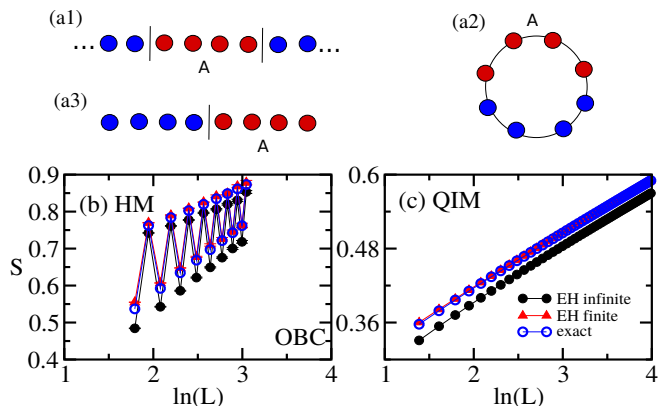 (a1)
... ...
A
(a2)
A
(a3)
A
(b) HM
0.9
0.8
0.7
0.6
0.5
0.4
S
OBC
1 2 3 4
ln(L)
(c) QIM
0.6
0.48
0.36
EH infinite
EH finite
exact
1 2 3 4
ln(L)